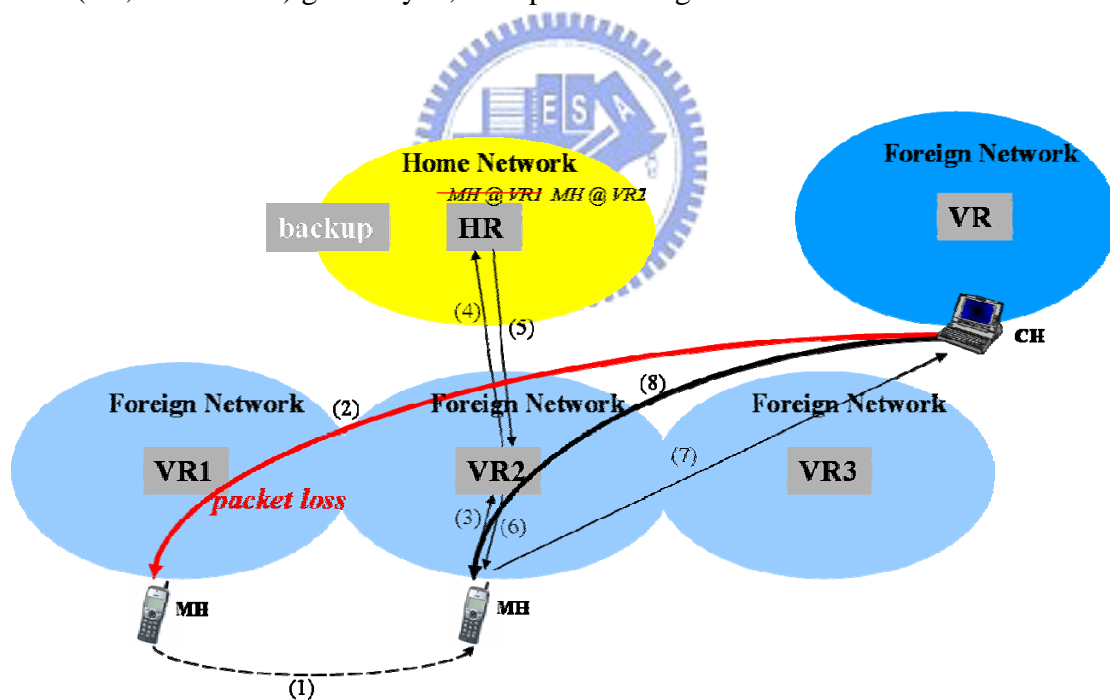 E S A
Home Network
MH @ VR1 MH @ VR2
backup
HR
Foreign Network
VR
CH
(4)
(5)
(8)
Foreign Network
(2)
Foreign Network
Foreign Network
VR1
VR2
(7)
VR3
packet loss
(3)
(6)
MH
MH
(1)